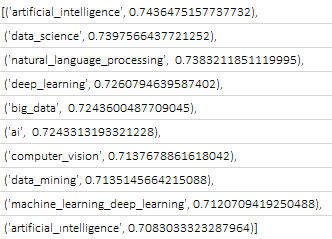 [('artificial_intelligence', 0.7436475157737732),
('data_science', 0.7397566437721252),
('natural_language_processing', 0.7383211851119995),
('deep_learning', 0.7260794639587402),
('big_data', 0.7243600487709045),
('ai', 0.7243313193321228),
('computer_vision', 0.7137678861618042),
('data_mining', 0.7135145664215088),
('machine_learning_deep_learning', 0.7120709419250488),
('artificial_intelligence', 0.7083033323287964)]